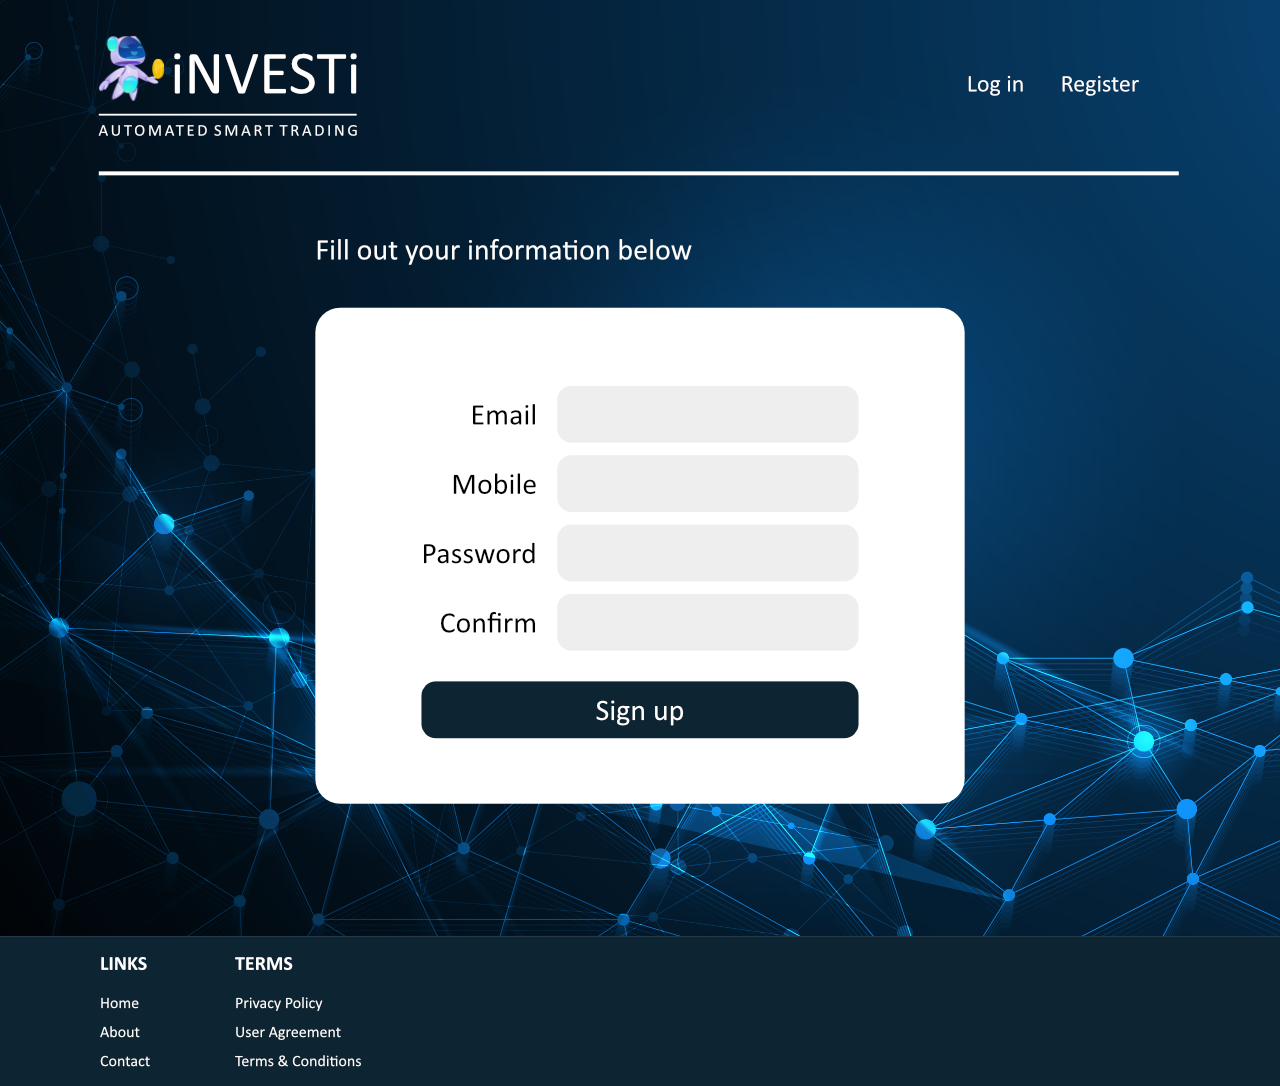 iNVESTi
AUTOMATED SMART TRADING
Log in
Register
Fill out your information below
Email
Mobile
Password
Confirm
Sign up
LINKS
Home
About
Contact
TERMS
Privacy Policy
User Agreement
Terms & Conditions